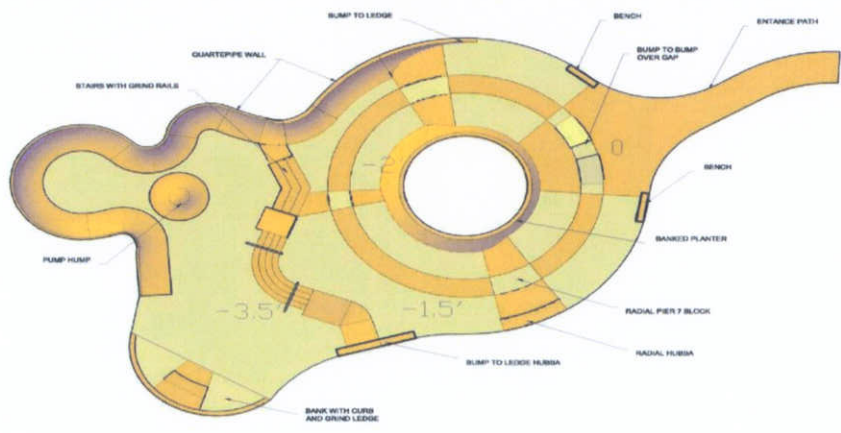 BUMP TO LEDGE
BENCH
ENTANCE PATH
QUARTEPIPE WALL
BUMP TO BUMP
OVER GAP
STAIRS WITH GRIND RAILS
-2'
0
BENCH
BANKED PLANTER
PUMP HUMP
-3.5'
-1.5'
RADIAL PIER 7 BLOCK
RADIAL HUBBA
BUMP TO LEDGE HUBBA
BANK WITH CURB
AND GRIND LEDGE